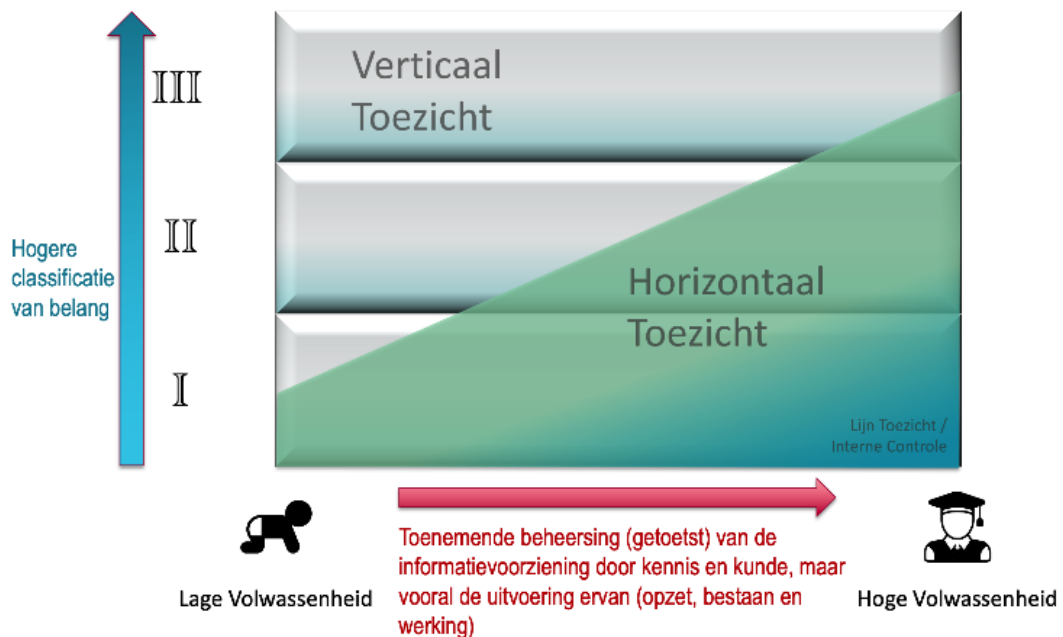 Verticaal
Toezicht
III
II
Hogere
classificatie
van belang
Horizontaal
Toezicht
I
Lijn Toezicht /
Interne Controle
Toenemende beheersing (getoetst) van de
informatievoorziening door kennis en kunde, maar
vooral de uitvoering ervan (opzet, bestaan en
werking)
Lage Volwassenheid
Hoge Volwassenheid